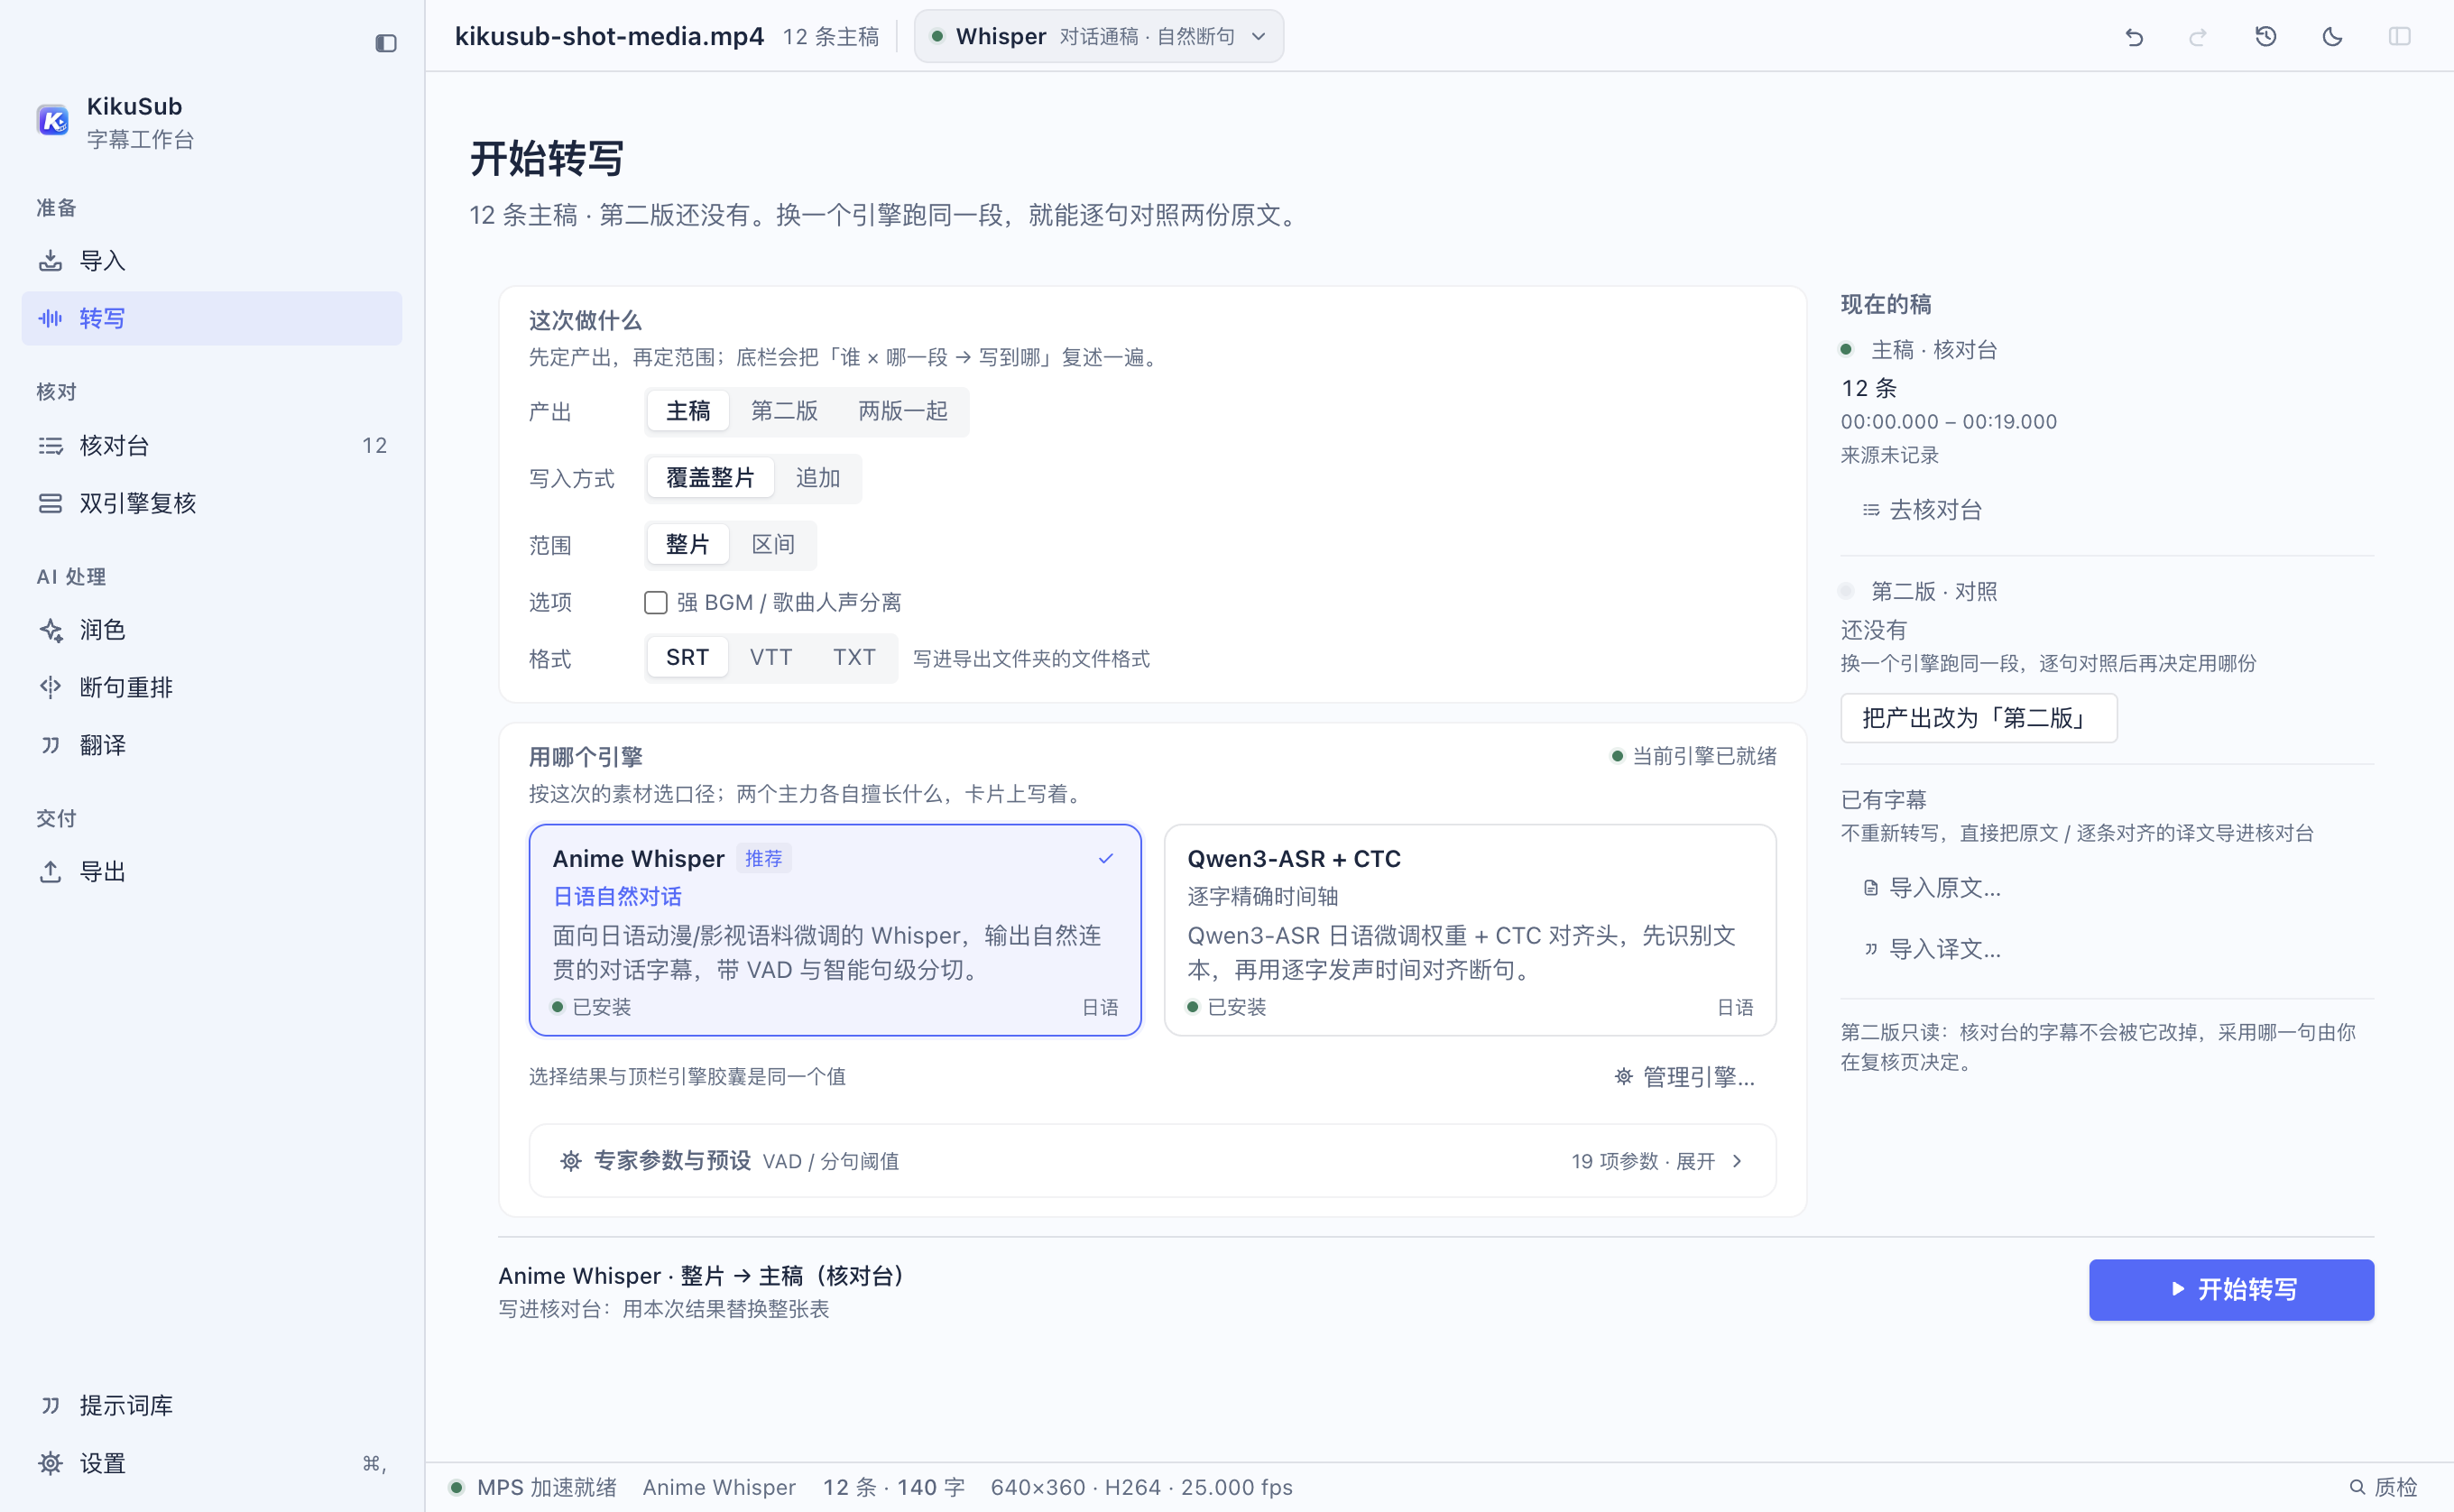 KikuSub
字幕工作台
准备
导入
转写
核对
核对台 12
双引擎复核
AI 处理
润色
断句重排
翻译
交付
导出
提示词库
设置 ⌘,
kikusub-shot-media.mp4 12 条主稿 Whisper 对话通稿 · 自然断句
开始转写
12 条主稿 · 第二版还没有。换一个引擎跑同一段，就能逐句对照两份原文。
这次做什么
先定产出，再定范围；底栏会把「谁 × 哪一段 → 写到哪」复述一遍。
产出 主稿 第二版 两版一起
写入方式 覆盖整片 追加
范围 整片 区间
选项 强 BGM / 歌曲人声分离
格式 SRT VTT TXT 写进导出文件夹的文件格式
用哪个引擎 当前引擎已就绪
按这次的素材选口径；两个主力各自擅长什么，卡片上写着。
Anime Whisper 推荐
日语自然对话
面向日语动漫/影视语料微调的 Whisper，输出自然连
贯的对话字幕，带 VAD 与智能句级分切。
已安装 日语
Qwen3-ASR + CTC
逐字精确时间轴
Qwen3-ASR 日语微调权重 + CTC 对齐头，先识别文
本，再用逐字发声时间对齐断句。
已安装 日语
选择结果与顶栏引擎胶囊是同一个值 管理引擎...
专家参数与预设 VAD / 分句阈值 19 项参数 · 展开
现在的稿
主稿 · 核对台
12 条
00:00.000 – 00:19.000
来源未记录
去核对台
第二版 · 对照
还没有
换一个引擎跑同一段，逐句对照后再决定用哪份
把产出改为「第二版」
已有字幕
不重新转写，直接把原文 / 逐条对齐的译文导进核对台
导入原文...
导入译文...
第二版只读：核对台的字幕不会被它改掉，采用哪一句由你
在复核页决定。
Anime Whisper · 整片 → 主稿（核对台）
写进核对台：用本次结果替换整张表
开始转写
MPS 加速就绪 Anime Whisper 12 条 · 140 字 640×360 · H264 · 25.000 fps 质检